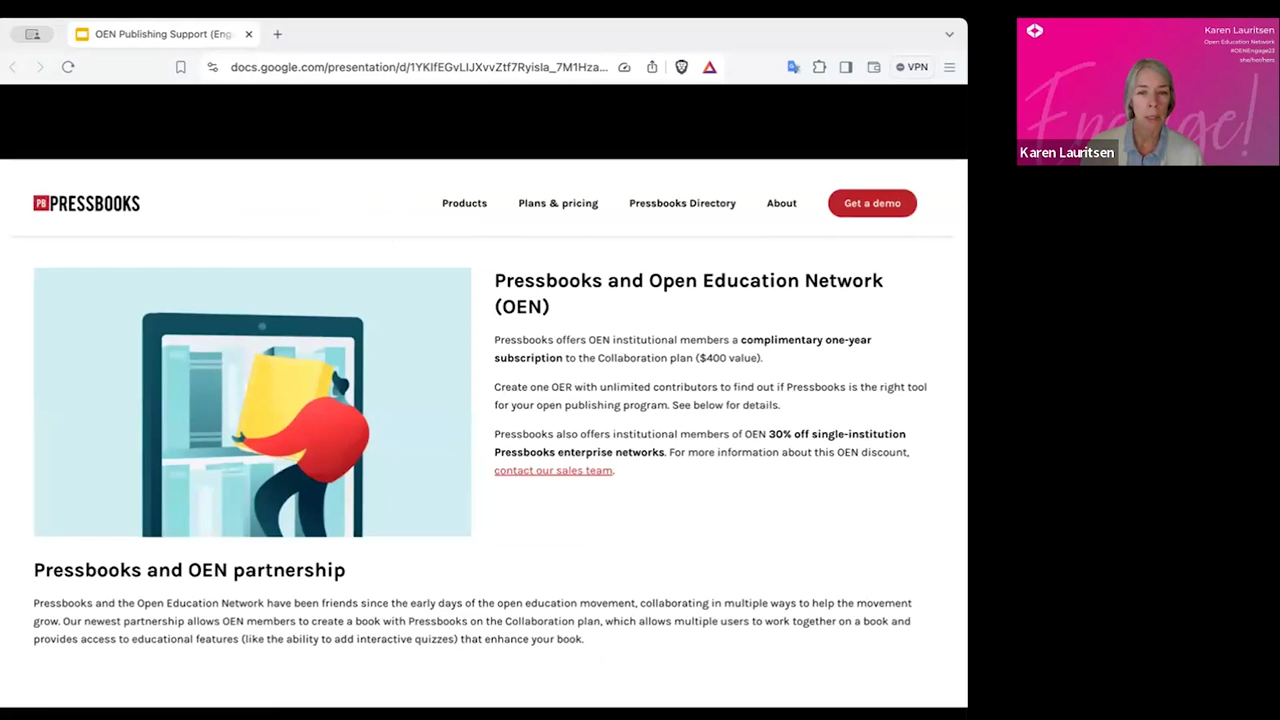 OEN Publishing Support (Eng
docs.google.com/presentation/d/1YKIfEGvLIJXvvZtf7Ryisla_7M1Hza...
VPN
PB PRESSBOOKS
Products
Plans & pricing
Pressbooks Directory
About
Get a demo
Pressbooks and Open Education Network
(OEN)
Pressbooks offers OEN institutional members a complimentary one-year
subscription to the Collaboration plan ($400 value).
Create one OER with unlimited contributors to find out if Pressbooks is the right tool
for your open publishing program. See below for details.
Pressbooks also offers institutional members of OEN 30% off single-institution
Pressbooks enterprise networks. For more information about this OEN discount,
contact our sales team.
Pressbooks and OEN partnership
Pressbooks and the Open Education Network have been friends since the early days of the open education movement, collaborating in multiple ways to help the movement
grow. Our newest partnership allows OEN members to create a book with Pressbooks on the Collaboration plan, which allows multiple users to work together on a book and
provides access to educational features (like the ability to add interactive quizzes) that enhance your book.
Karen Lauritsen
Open Education Network
#OENEngage23
she/her/hers
Engage!
Karen Lauritsen